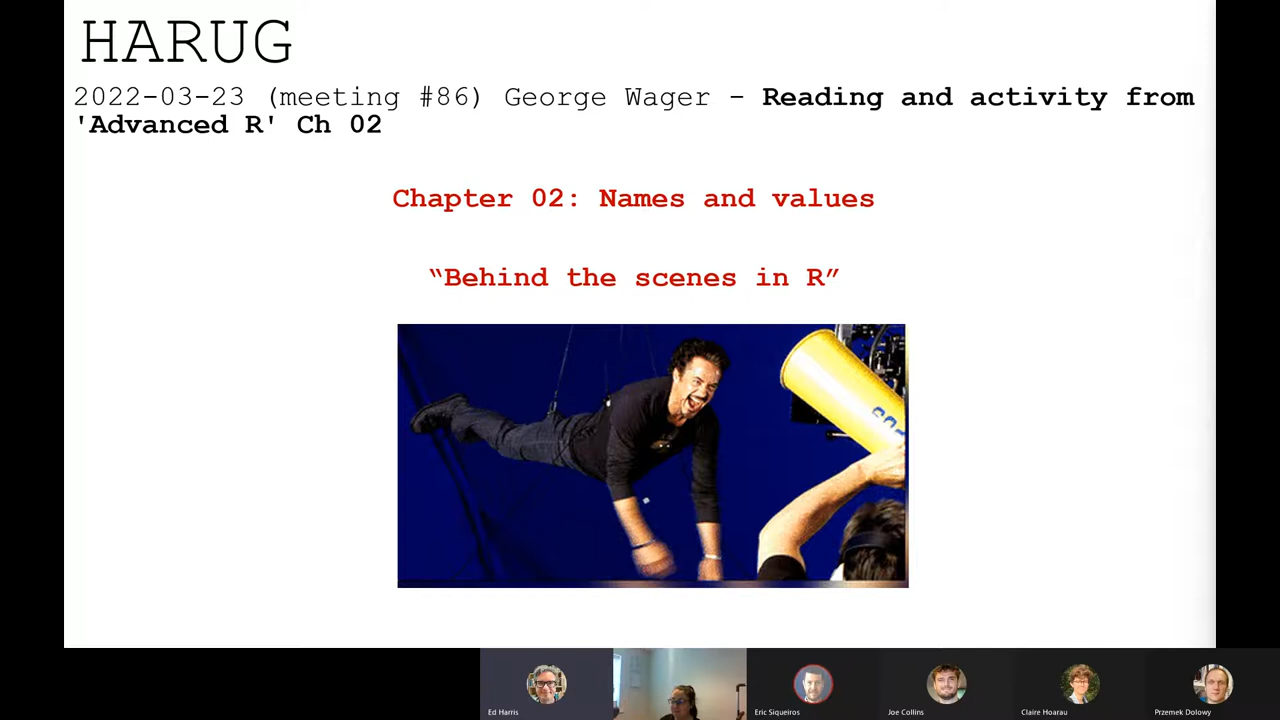 HARUG
2022-03-23 (meeting #86) George Wager - Reading and activity from
'Advanced R' Ch 02
Chapter 02: Names and values
“Behind the scenes in R”
Ed Harris
Eric Siqueiros
Joe Collins
Claire Hoarau
Przemek Dolowy